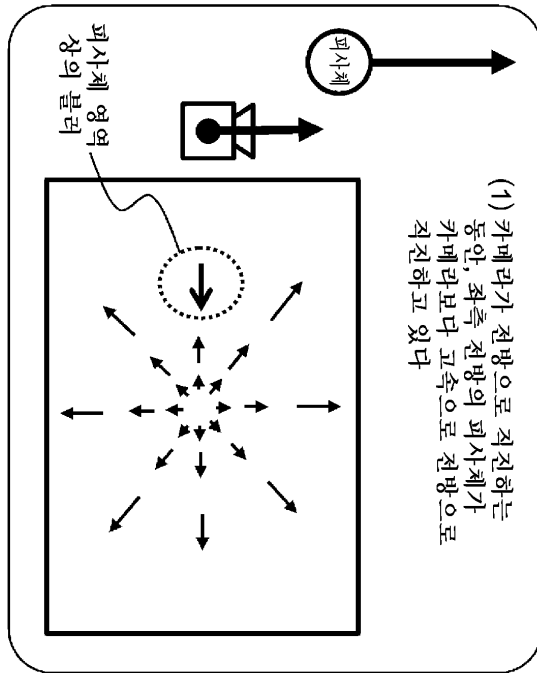 (1) 카메라가 전방으로 직진하는
동안, 좌측 전방의 피사체가
카메라보다 고속으로 전방으로
직진하고 있다
피사체
피사체 영역
상의 블러